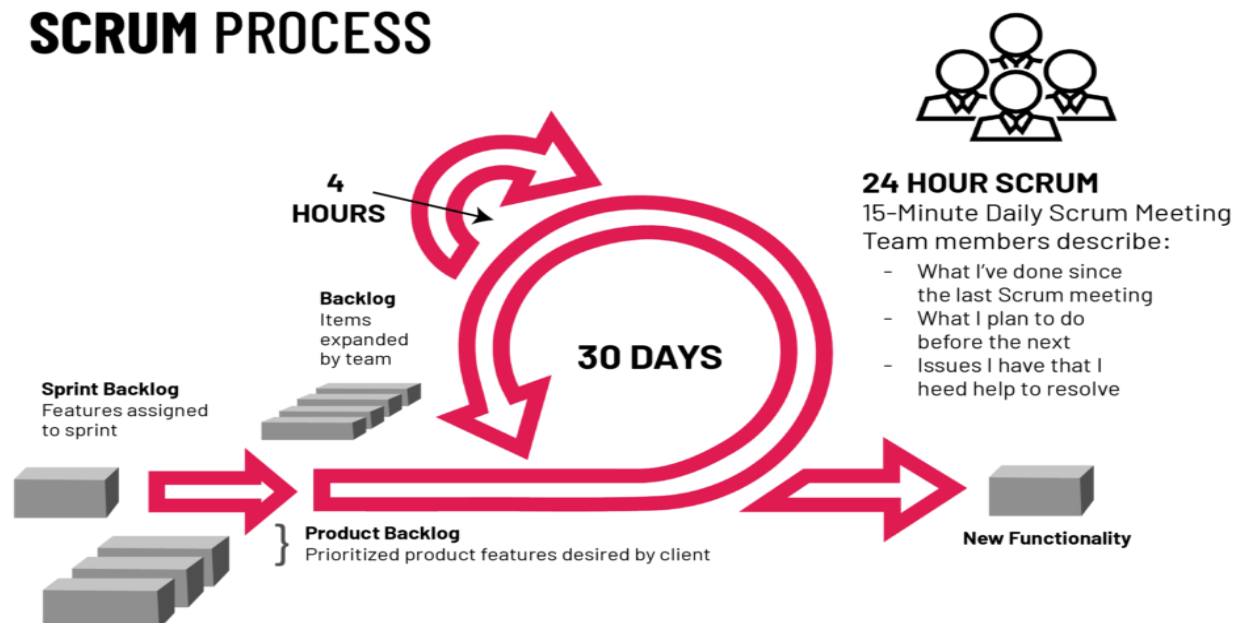 SCRUM PROCESS
4
HOURS
Backlog
Items
expanded
by team
Sprint Backlog
Features assigned
to sprint
30 DAYS
Product Backlog
Prioritized product features desired by client
24 HOUR SCRUM
15-Minute Daily Scrum Meeting
Team members describe:
- What I've done since
the last Scrum meeting
- What I plan to do
before the next
- Issues I have that I
heed help to resolve
New Functionality